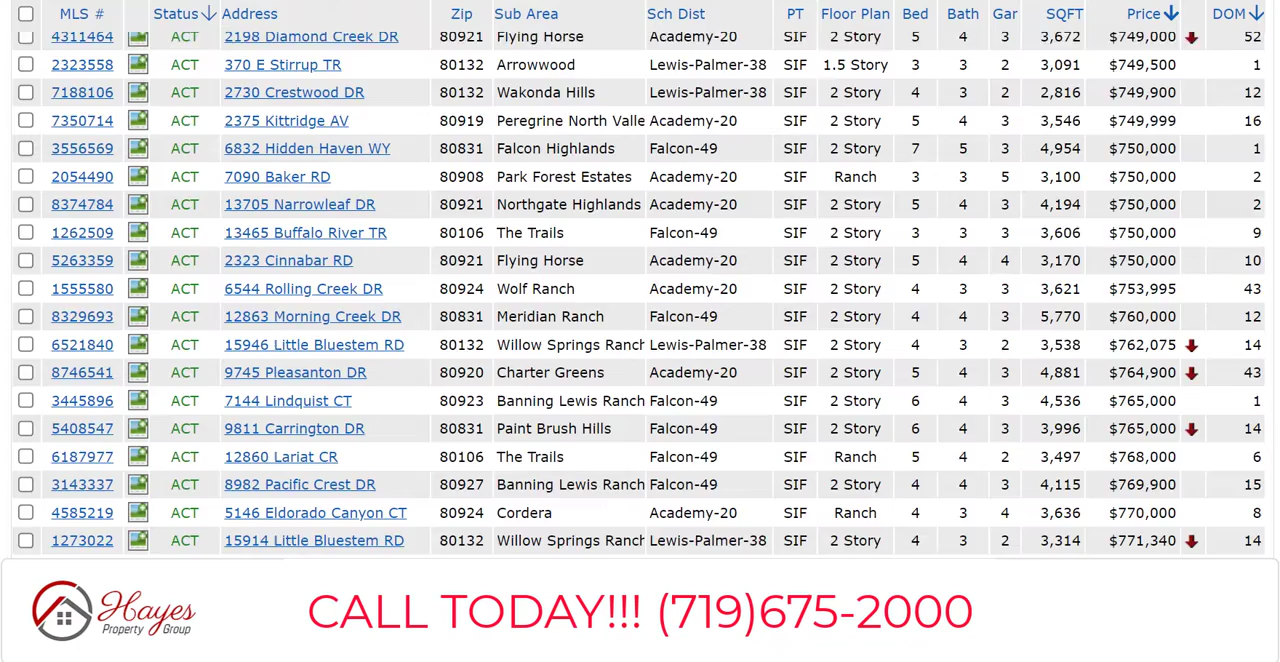 MLS # Status Address Zip Sub Area Sch Dist PT Floor Plan Bed Bath Gar SQFT Price DOM
4311464 ACT 2198 Diamond Creek DR 80921 Flying Horse Academy-20 SIF 2 Story 5 4 3 3,672 $749,000 52
2323558 ACT 370 E Stirrup TR 80132 Arrowwood Lewis-Palmer-38 SIF 1.5 Story 3 3 2 3,091 $749,500 1
7188106 ACT 2730 Crestwood DR 80132 Wakonda Hills Lewis-Palmer-38 SIF 2 Story 4 3 2 2,816 $749,900 12
7350714 ACT 2375 Kittridge AV 80919 Peregrine North Valle Academy-20 SIF 2 Story 5 4 3 3,546 $749,999 16
3556569 ACT 6832 Hidden Haven WY 80831 Falcon Highlands Falcon-49 SIF 2 Story 7 5 3 4,954 $750,000 1
2054490 ACT 7090 Baker RD 80908 Park Forest Estates Academy-20 SIF Ranch 3 3 5 3,100 $750,000 2
8374784 ACT 13705 Narrowleaf DR 80921 Northgate Highlands Academy-20 SIF 2 Story 5 4 3 4,194 $750,000 2
1262509 ACT 13465 Buffalo River TR 80106 The Trails Falcon-49 SIF 2 Story 3 3 3 3,606 $750,000 9
5263359 ACT 2323 Cinnabar RD 80921 Flying Horse Academy-20 SIF 2 Story 5 4 4 3,170 $750,000 10
1555580 ACT 6544 Rolling Creek DR 80924 Wolf Ranch Academy-20 SIF 2 Story 4 3 3 3,621 $753,995 43
8329693 ACT 12863 Morning Creek DR 80831 Meridian Ranch Falcon-49 SIF 2 Story 4 4 3 5,770 $760,000 12
6521840 ACT 15946 Little Bluestem RD 80132 Willow Springs Ranch Lewis-Palmer-38 SIF 2 Story 4 3 2 3,538 $762,075 14
8746541 ACT 9745 Pleasanton DR 80920 Charter Greens Academy-20 SIF 2 Story 5 4 3 4,881 $764,900 43
3445896 ACT 7144 Lindquist CT 80923 Banning Lewis Ranch Falcon-49 SIF 2 Story 6 4 3 4,536 $765,000 1
5408547 ACT 9811 Carrington DR 80831 Paint Brush Hills Falcon-49 SIF 2 Story 6 4 3 3,996 $765,000 14
6187977 ACT 12860 Lariat CR 80106 The Trails Falcon-49 SIF Ranch 5 4 3 3,497 $768,000 6
3143337 ACT 8982 Pacific Crest DR 80927 Banning Lewis Ranch Falcon-49 SIF 2 Story 4 4 3 4,115 $769,900 15
4585219 ACT 5146 Eldorado Canyon CT 80924 Cordera Academy-20 SIF Ranch 4 3 4 3,636 $770,000 8
1273022 ACT 15914 Little Bluestem RD 80132 Willow Springs Ranch Lewis-Palmer-38 SIF 2 Story 4 3 2 3,314 $771,340 14
Hayes
Property Group
CALL TODAY!!! (719)675-2000